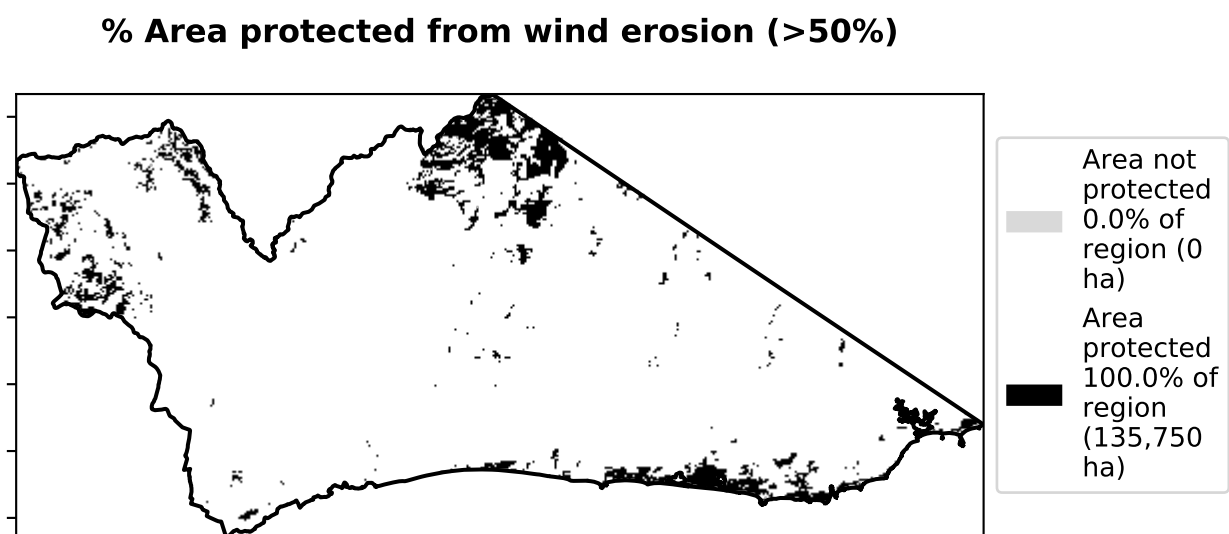 % Area protected from wind erosion (>50%)
Area not
protected
0.0% of
region (0
ha)
Area
protected
100.0% of
region
(135,750
ha)